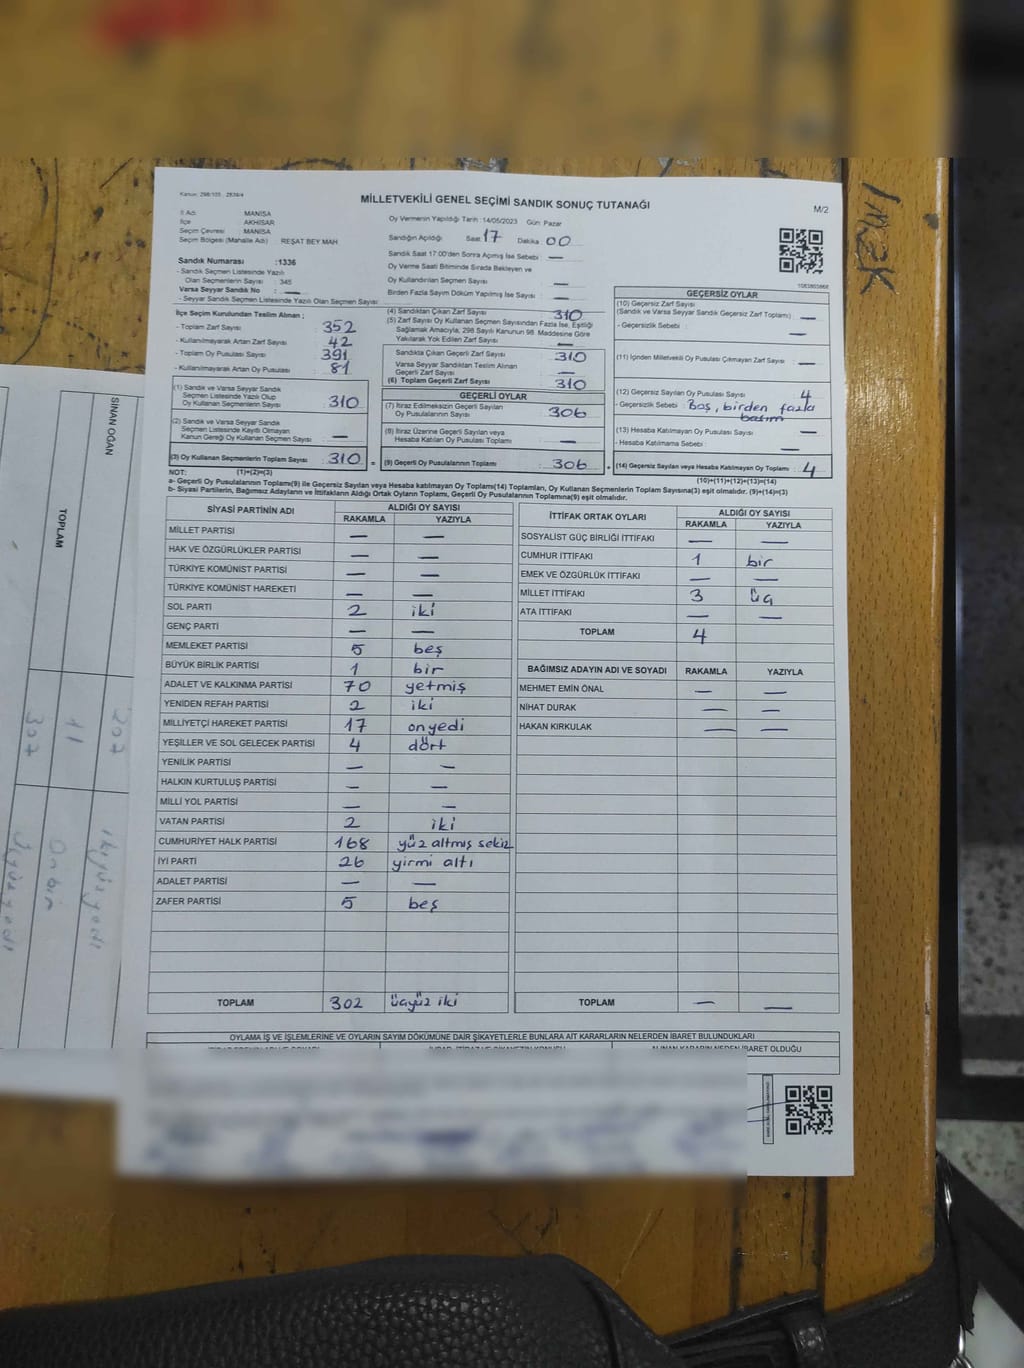 Kanun: 298/105 , 2839/4
MİLLETVEKİLİ GENEL SEÇİMİ SANDIK SONUÇ TUTANAĞI
M/2
İl Adı MANİSA
İlçe AKHİSAR
Seçim Çevresi MANİSA
Seçim Bölgesi (Mahalle Adı) : REŞAT BEY MAH
Sandık Numarası :1336
- Sandık Seçmen Listesinde Yazılı
Olan Seçmenlerin Sayısı : 345
Varsa Seyyar Sandık No : —
- Seyyar Sandık Seçmen Listesinde Yazılı Olan Seçmen Sayısı :
Oy Vermenin Yapıldığı Tarih : 14/05/2023 Gün: Pazar
Sandığın Açıldığı Saat : 17 Dakika : 00
Sandık Saat 17:00'den Sonra Açılmış İse Sebebi : —
Oy Verme Saati Bitiminde Sırada Bekleyen ve
Oy Kullandırılan Seçmen Sayısı : —
Birden Fazla Sayım Döküm Yapılmış İse Sayısı : —
İlçe Seçim Kurulundan Teslim Alınan ;
- Toplam Zarf Sayısı : 352
- Kullanılmayarak Artan Zarf Sayısı : 42
- Toplam Oy Pusulası Sayısı : 391
- Kullanılmayarak Artan Oy Pusulası : 81
(1) Sandık ve Varsa Seyyar Sandık
Seçmen Listesinde Yazılı Olup
Oy Kullanan Seçmenlerin Sayısı : 310
(2) Sandık ve Varsa Seyyar Sandık
Seçmen Listesinde Kayıtlı Olmayan
Kanun Gereği Oy Kullanan Seçmen Sayısı : —
(3) Oy Kullanan Seçmenlerin Toplam Sayısı : 310 =
(4) Sandıktan Çıkan Zarf Sayısı : 310
(5) Zarf Sayısı Oy Kullanan Seçmen Sayısından Fazla İse, Eşitliği
Sağlamak Amacıyla, 298 Sayılı Kanunun 98. Maddesine Göre
Yakılarak Yok Edilen Zarf Sayısı : —
Sandıkta Çıkan Geçerli Zarf Sayısı : 310
Varsa Seyyar Sandıktan Teslim Alınan
Geçerli Zarf Sayısı : —
(6) Toplam Geçerli Zarf Sayısı : 310
GEÇERLİ OYLAR
(7) İtiraz Edilmeksizin Geçerli Sayılan
Oy Pusulalarının Sayısı : 306
(8) İtiraz Üzerine Geçerli Sayılan veya
Hesaba Katılan Oy Pusulası Toplamı : —
(9) Geçerli Oy Pusulalarının Toplamı : 306 +
GEÇERSİZ OYLAR
(10) Geçersiz Zarf Sayısı
(Sandık ve Varsa Seyyar Sandık Geçersiz Zarf Toplamı) : —
- Geçersizlik Sebebi : —
(11) İçinden Milletvekili Oy Pusulası Çıkmayan Zarf Sayısı : —
(12) Geçersiz Sayılan Oy Pusulası Sayısı : 4
- Geçersizlik Sebebi : Boş, birden fazla
basım
(13) Hesaba Katılmayan Oy Pusulası Sayısı : —
- Hesaba Katılmama Sebebi : —
(14) Geçersiz Sayılan veya Hesaba Katılmayan Oy Toplamı : 4
NOT: (1)+(2)=(3)
(10)+(11)+(12)+(13)=(14)
a- Geçerli Oy Pusulalarının Toplamı(9) ile Geçersiz Sayılan veya Hesaba katılmayan Oy Toplamı(14) Toplamları, Oy Kullanan Seçmenlerin Toplam Sayısına(3) eşit olmalıdır. (9)+(14)=(3)
b- Siyasi Partilerin, Bağımsız Adayların ve İttifakların Aldığı Ortak Oyların Toplamı, Geçerli Oy Pusulalarının Toplamına(9) eşit olmalıdır.
SİYASİ PARTİNİN ADI ALDIĞI OY SAYISI
RAKAMLA YAZIYLA
MİLLET PARTİSİ — —
HAK VE ÖZGÜRLÜKLER PARTİSİ — —
TÜRKİYE KOMÜNİST PARTİSİ — —
TÜRKİYE KOMÜNİST HAREKETİ — —
SOL PARTİ 2 iki
GENÇ PARTİ — —
MEMLEKET PARTİSİ 5 beş
BÜYÜK BİRLİK PARTİSİ 1 bir
ADALET VE KALKINMA PARTİSİ 70 yetmiş
YENİDEN REFAH PARTİSİ 2 iki
MİLLİYETÇİ HAREKET PARTİSİ 17 onyedi
YEŞİLLER VE SOL GELECEK PARTİSİ 4 dört
YENİLİK PARTİSİ — —
HALKIN KURTULUŞ PARTİSİ — —
MİLLİ YOL PARTİSİ — —
VATAN PARTİSİ 2 iki
CUMHURİYET HALK PARTİSİ 168 yüz altmış sekiz
İYİ PARTİ 26 yirmi altı
ADALET PARTİSİ — —
ZAFER PARTİSİ 5 beş
TOPLAM 302 üçyüz iki
İTTİFAK ORTAK OYLARI ALDIĞI OY SAYISI
RAKAMLA YAZIYLA
SOSYALİST GÜÇ BİRLİĞİ İTTİFAKI — —
CUMHUR İTTİFAKI 1 bir
EMEK VE ÖZGÜRLÜK İTTİFAKI — —
MİLLET İTTİFAKI 3 üç
ATA İTTİFAKI — —
TOPLAM 4
BAĞIMSIZ ADAYIN ADI VE SOYADI RAKAMLA YAZIYLA
MEHMET EMİN ÖNAL — —
NİHAT DURAK — —
HAKAN KIRKULAK — —
TOPLAM — —
OYLAMA İŞ VE İŞLEMLERİNE VE OYLARIN SAYIM DÖKÜMÜNE DAİR ŞİKAYETLERLE BUNLARA AİT KARARLARIN NELERDEN İBARET BULUNDUKLARI
ALINAN KARARIN NEDEN İBARET OLDUĞU
SİNAN OĞAN
TOPLAM
11 Onbir
307 Üçyüzyedi